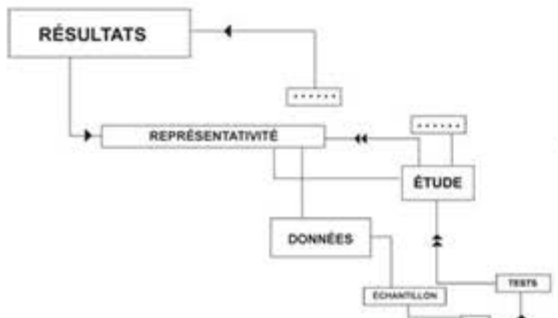 RÉSULTATS
......
......
REPRÉSENTATIVITÉ
ÉTUDE
DONNÉES
TESTS
ÉCHANTILLON